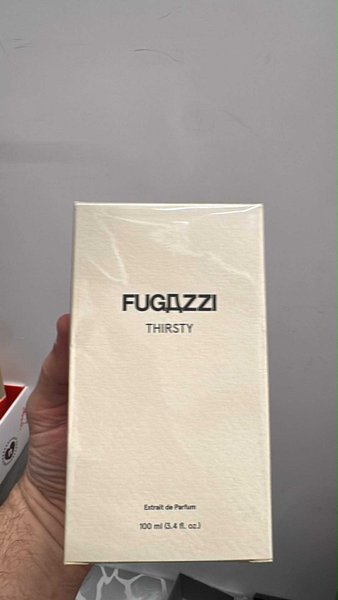 FUGAZZI
THIRSTY
Extrait de Parfum
100 ml (3.4 fl. oz.)